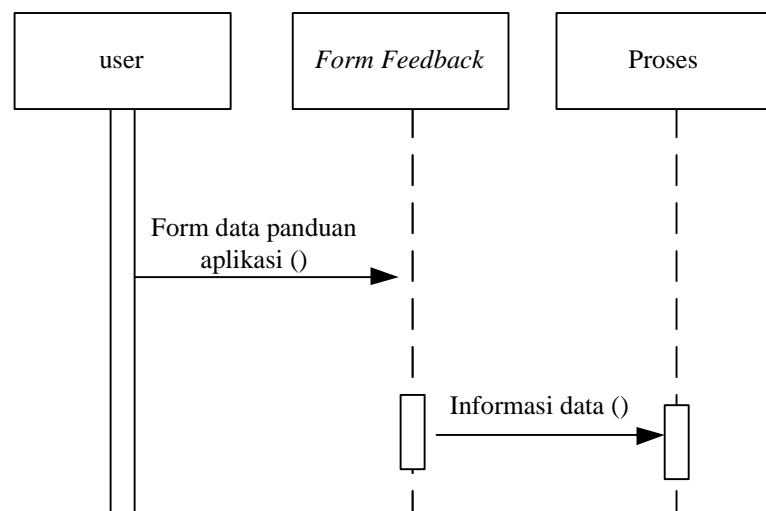 user
Form Feedback
Proses
Form data panduan
aplikasi ()
Informasi data ()